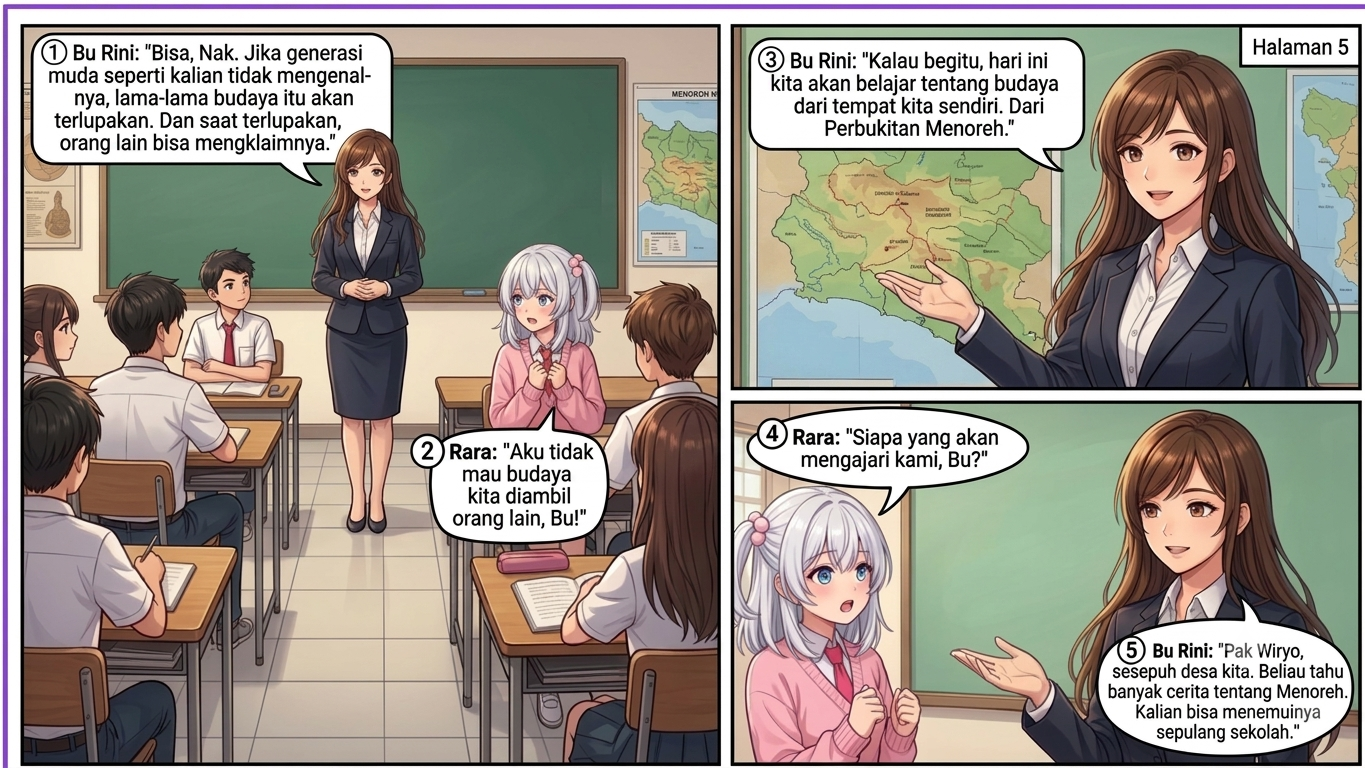 ① Bu Rini: "Bisa, Nak. Jika generasi
muda seperti kalian tidak mengenal-
nya, lama-lama budaya itu akan
terlupakan. Dan saat terlupakan,
orang lain bisa mengklaimnya."
MENOROH N
② Rara: "Aku tidak
mau budaya
kita diambil
orang lain, Bu!"
Halaman 5
③ Bu Rini: "Kalau begitu, hari ini
kita akan belajar tentang budaya
dari tempat kita sendiri. Dari
Perbukitan Menoreh."
④ Rara: "Siapa yang akan
mengajari kami, Bu?"
⑤ Bu Rini: "Pak Wiryo,
sesepuh desa kita. Beliau tahu
banyak cerita tentang Menoreh.
Kalian bisa menemuinya
sepulang sekolah."